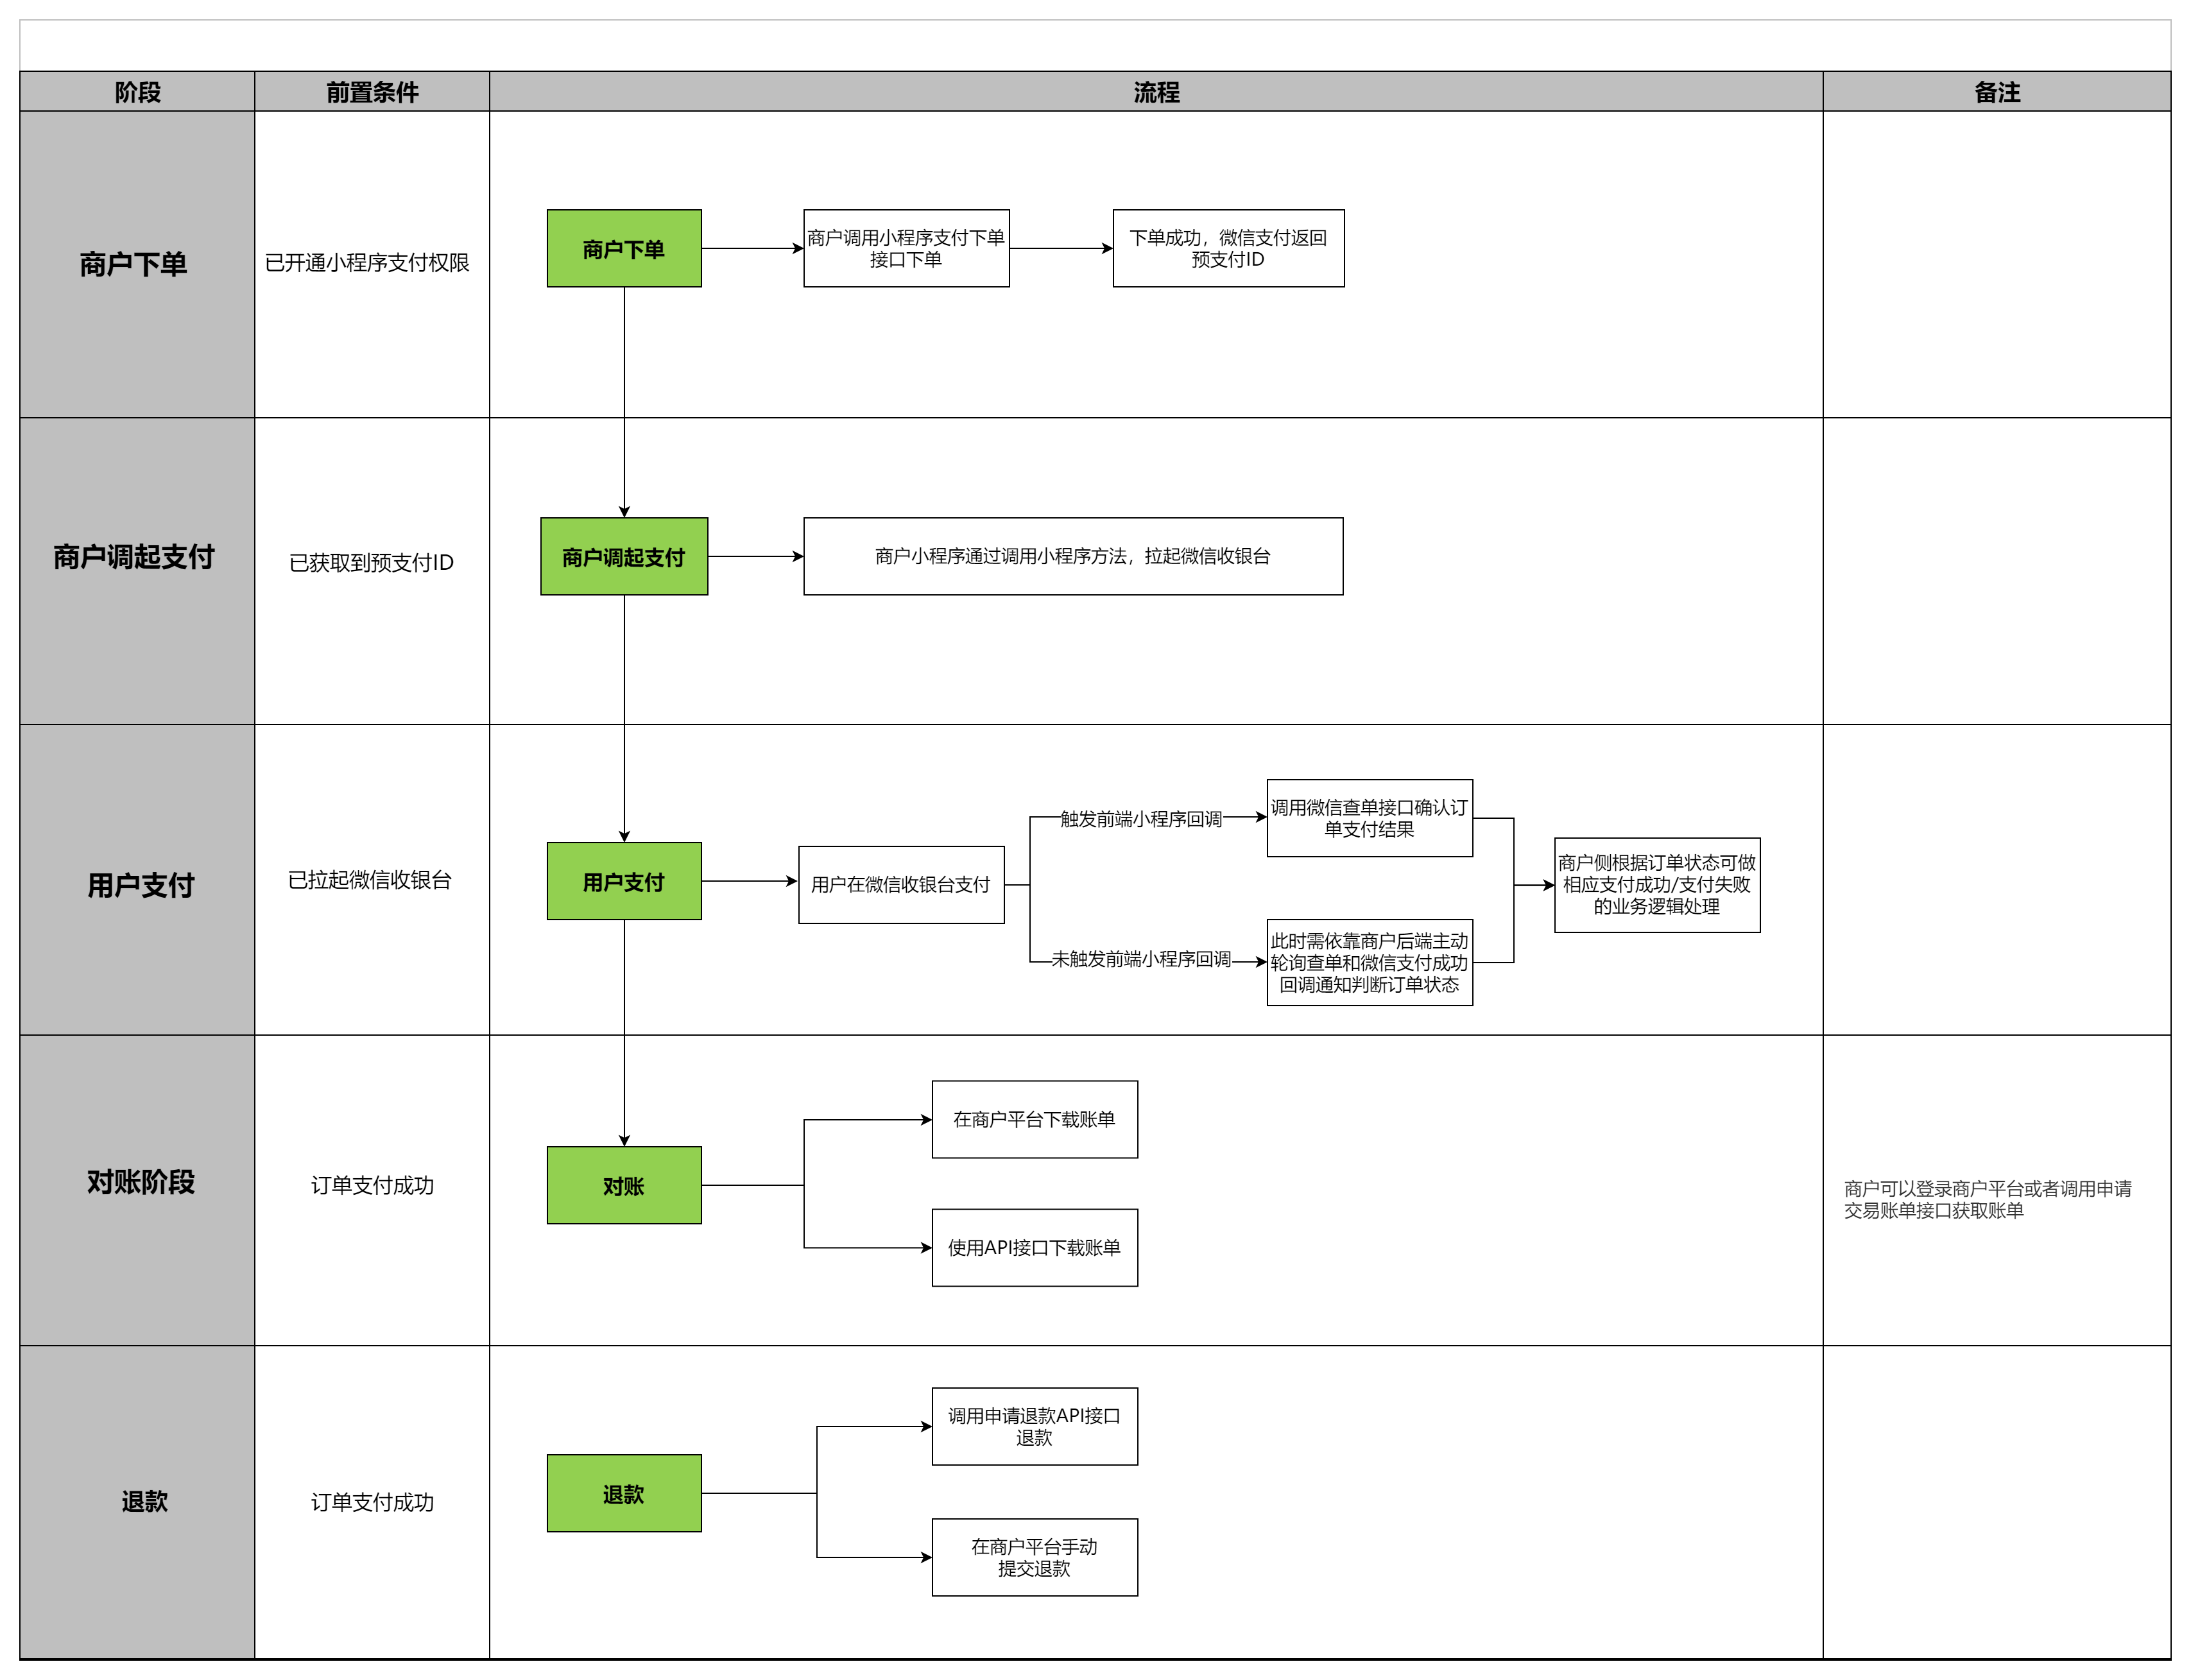 阶段
前置条件
流程
备注
商户下单
已开通小程序支付权限
商户下单
商户调用小程序支付下单
接口下单
下单成功，微信支付返回
预支付ID
商户调起支付
已获取到预支付ID
商户调起支付
商户小程序通过调用小程序方法，拉起微信收银台
用户支付
已拉起微信收银台
用户支付
用户在微信收银台支付
触发前端小程序回调
调用微信查单接口确认订
单支付结果
未触发前端小程序回调
此时需依靠商户后端主动
轮询查单和微信支付成功
回调通知判断订单状态
商户侧根据订单状态可做
相应支付成功/支付失败
的业务逻辑处理
对账阶段
订单支付成功
对账
在商户平台下载账单
使用API接口下载账单
商户可以登录商户平台或者调用申请
交易账单接口获取账单
退款
订单支付成功
退款
调用申请退款API接口
退款
在商户平台手动
提交退款